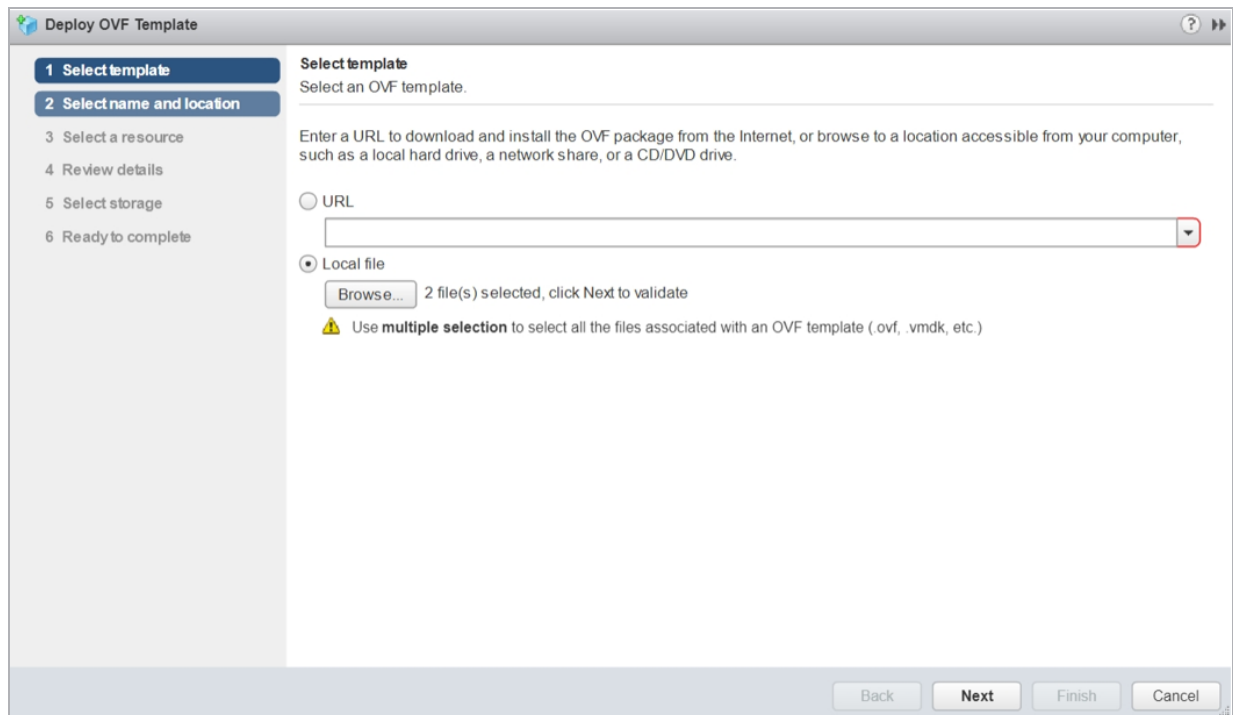 Deploy OVF Template
?
1 Select template
2 Select name and location
3 Select a resource
4 Review details
5 Select storage
6 Ready to complete
Select template
Select an OVF template.
Enter a URL to download and install the OVF package from the Internet, or browse to a location accessible from your computer,
such as a local hard drive, a network share, or a CD/DVD drive.
URL
Local file
Browse... 2 file(s) selected, click Next to validate
Use multiple selection to select all the files associated with an OVF template (.ovf, .vmdk, etc.)
Back Next Finish Cancel